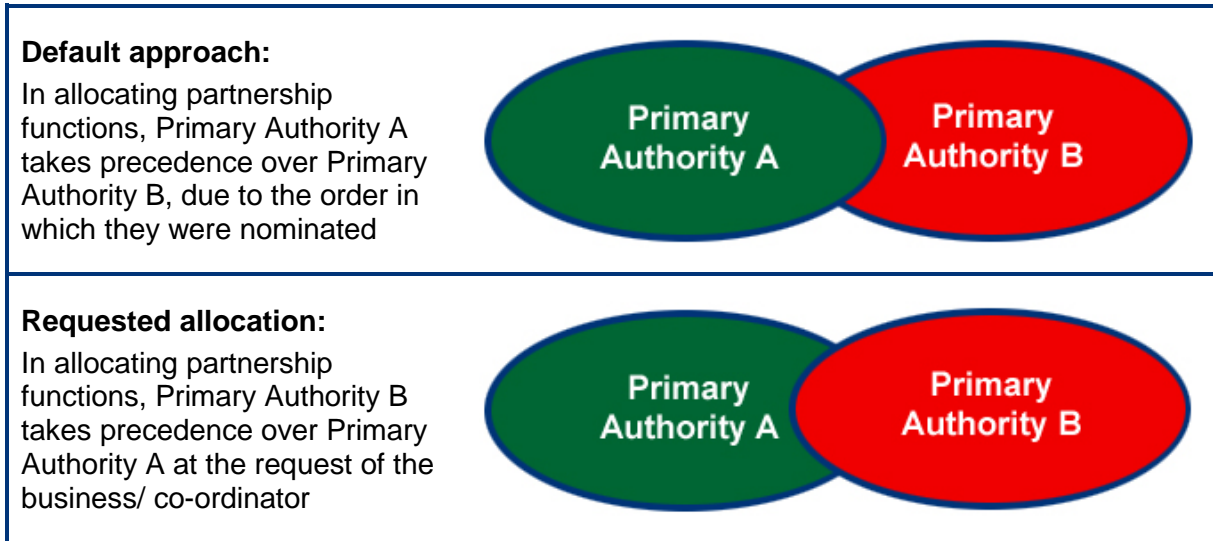 Default approach:
In allocating partnership
functions, Primary Authority A
takes precedence over Primary
Authority B, due to the order in
which they were nominated
Primary
Authority A
Primary
Authority B
Requested allocation:
In allocating partnership
functions, Primary Authority B
takes precedence over Primary
Authority A at the request of the
business/ co-ordinator
Primary
Authority A
Primary
Authority B